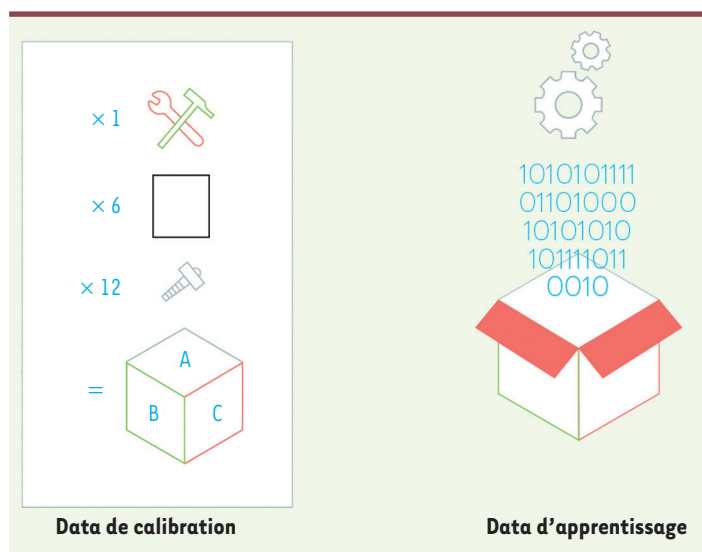 × 1
× 6
× 12
=
A
B
C
Data de calibration
1010101111
01101000
10101010
101111011
0010
Data d’apprentissage